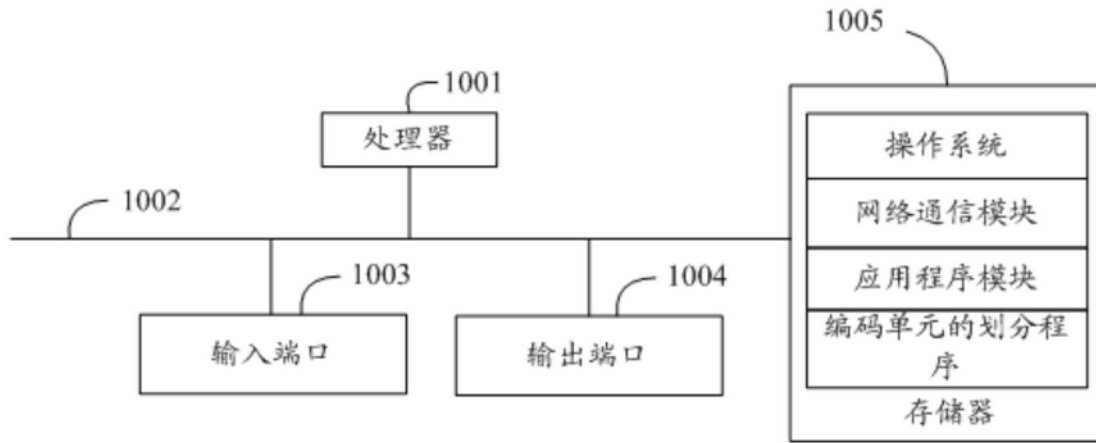 1005
1001
处理器
操作系统
1002
网络通信模块
1003
1004
应用程序模块
输入端口
输出端口
编码单元的划分程
序
存储器